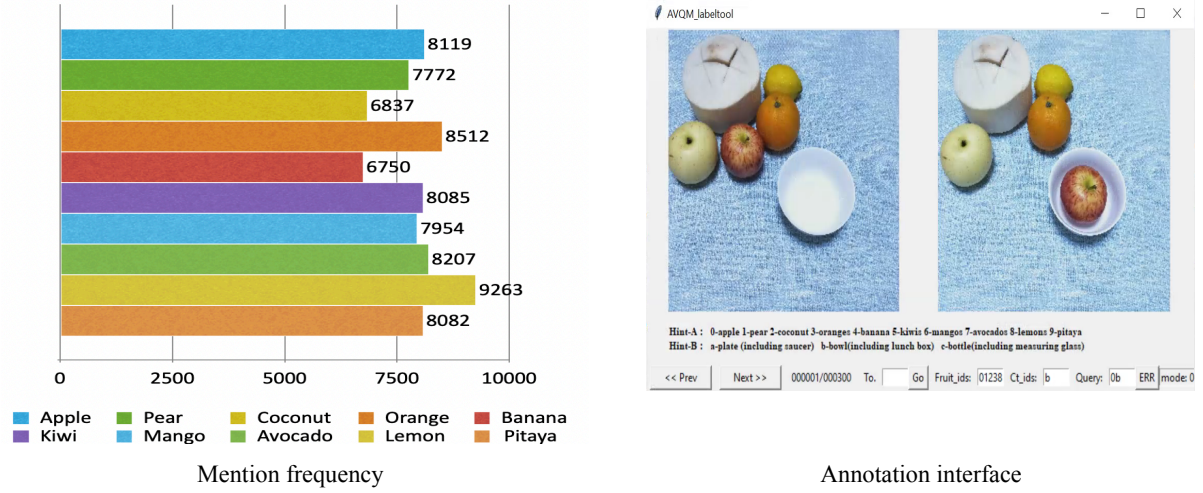 8119
7772
6837
8512
6750
8085
7954
8207
9263
8082
0 2500 5000 7500 10000
Apple Pear Coconut Orange Banana
Kiwi Mango Avocado Lemon Pitaya
Mention frequency
AVQM_labeltool
Hint-A : 0-apple 1-pear 2-coconut 3-oranges 4-banana 5-kiwis 6-mangos 7-avocados 8-lemons 9-pitaya
Hint-B : a-plate (including saucer) b-bowl(including lunch box) c-bottle(including measuring glass)
<< Prev Next >> 000001/000300 To. Go Fruit_ids: 01238 Ct_ids: b Query: 0b ERR mode: 0
Annotation interface